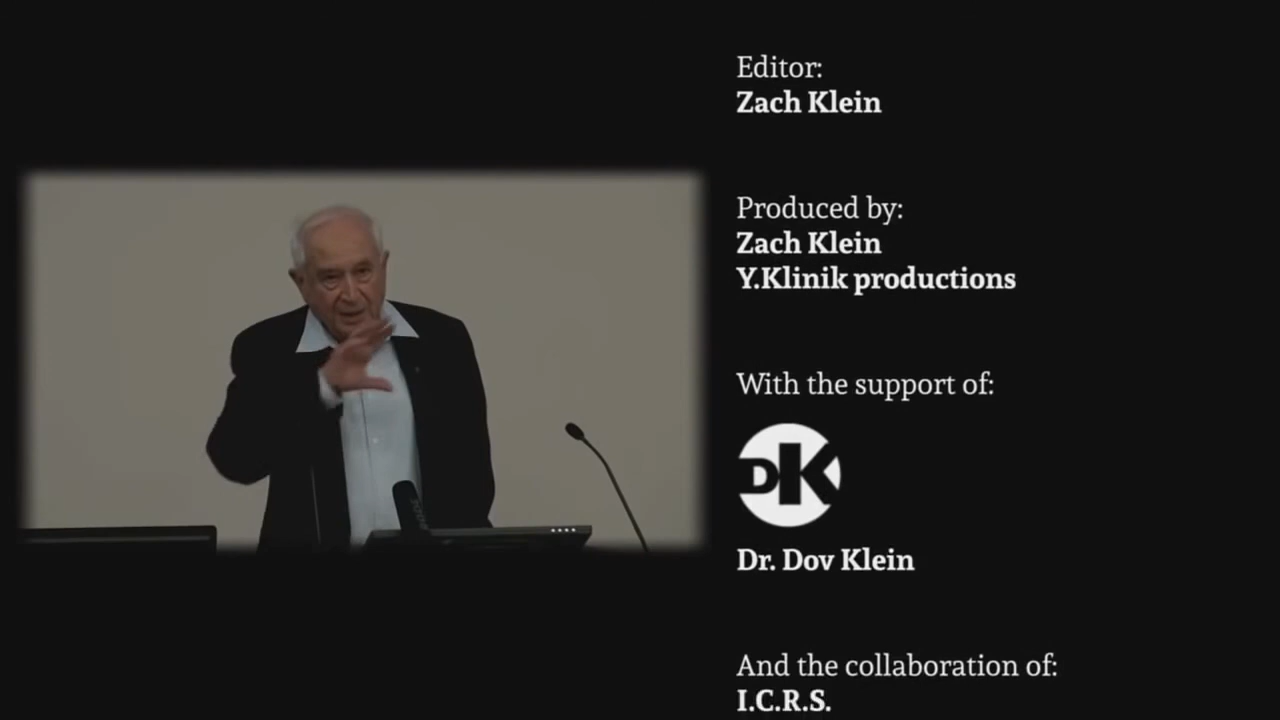 Editor:
Zach Klein
Produced by:
Zach Klein
Y.Klinik productions
With the support of:
DK
Dr. Dov Klein
And the collaboration of:
I.C.R.S.